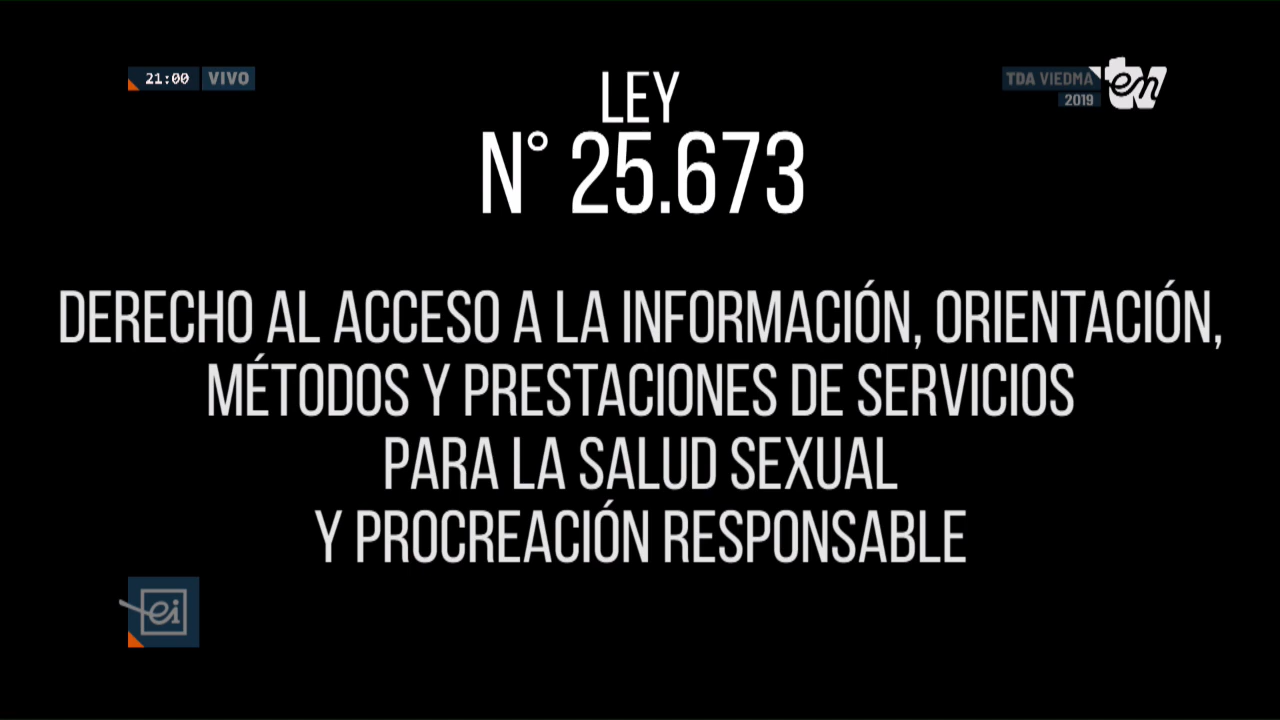 21:00 VIVO
TDA VIEDMA
2019
en
tv
LEY
N° 25.673
DERECHO AL ACCESO A LA INFORMACIÓN, ORIENTACIÓN,
MÉTODOS Y PRESTACIONES DE SERVICIOS
PARA LA SALUD SEXUAL
Y PROCREACIÓN RESPONSABLE
ei